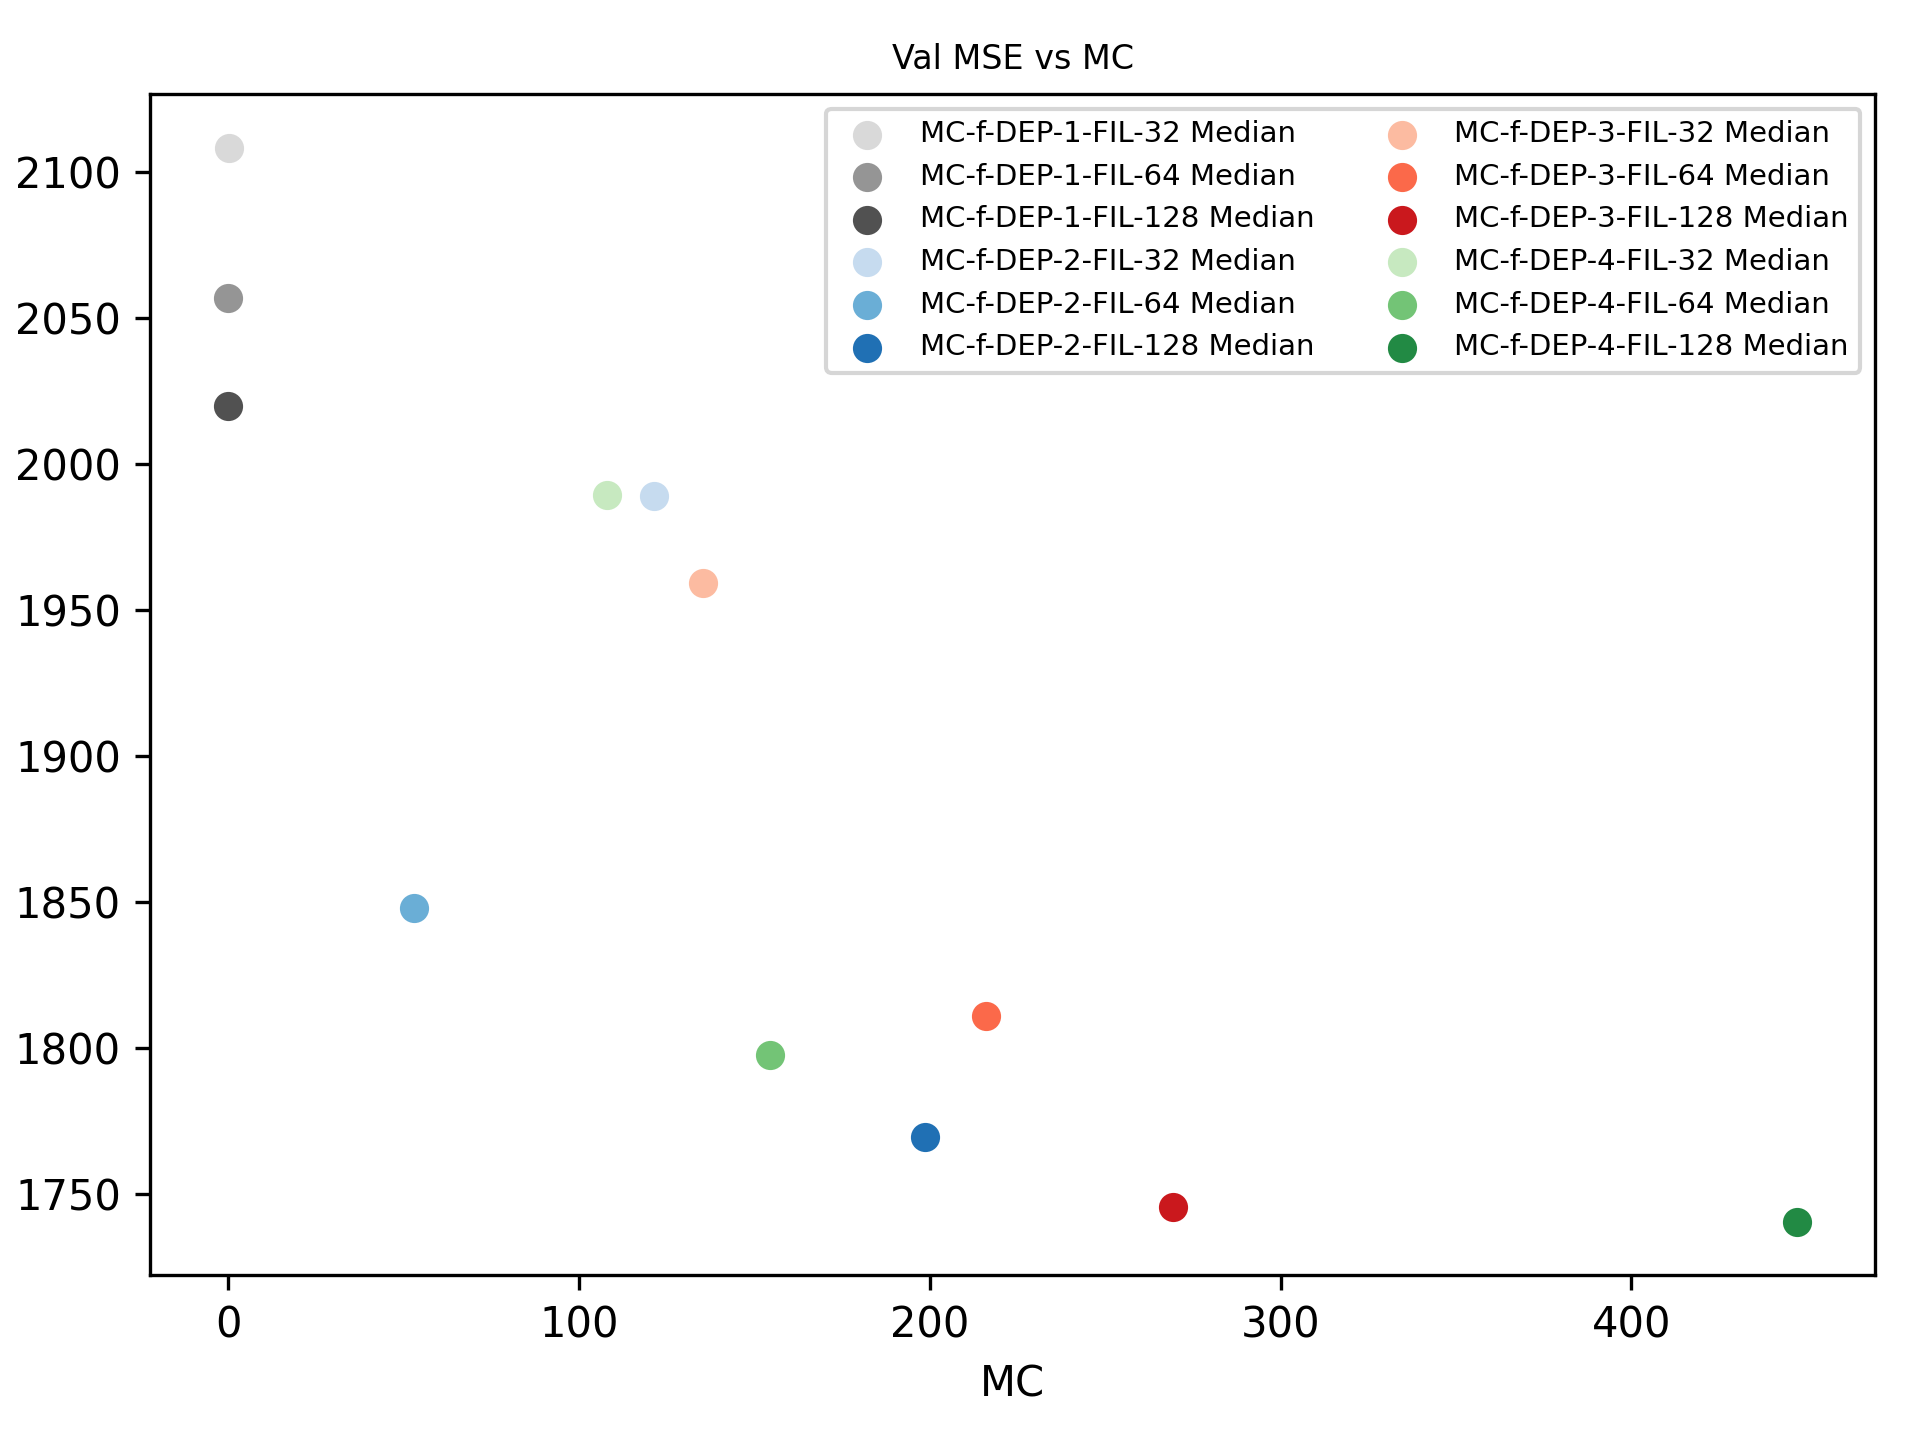 Val MSE vs MC
MC-f-DEP-1-FIL-32 Median
MC-f-DEP-1-FIL-64 Median
MC-f-DEP-1-FIL-128 Median
MC-f-DEP-2-FIL-32 Median
MC-f-DEP-2-FIL-64 Median
MC-f-DEP-2-FIL-128 Median
MC-f-DEP-3-FIL-32 Median
MC-f-DEP-3-FIL-64 Median
MC-f-DEP-3-FIL-128 Median
MC-f-DEP-4-FIL-32 Median
MC-f-DEP-4-FIL-64 Median
MC-f-DEP-4-FIL-128 Median
2100
2050
2000
1950
1900
1850
1800
1750
0 100 200 300 400
MC